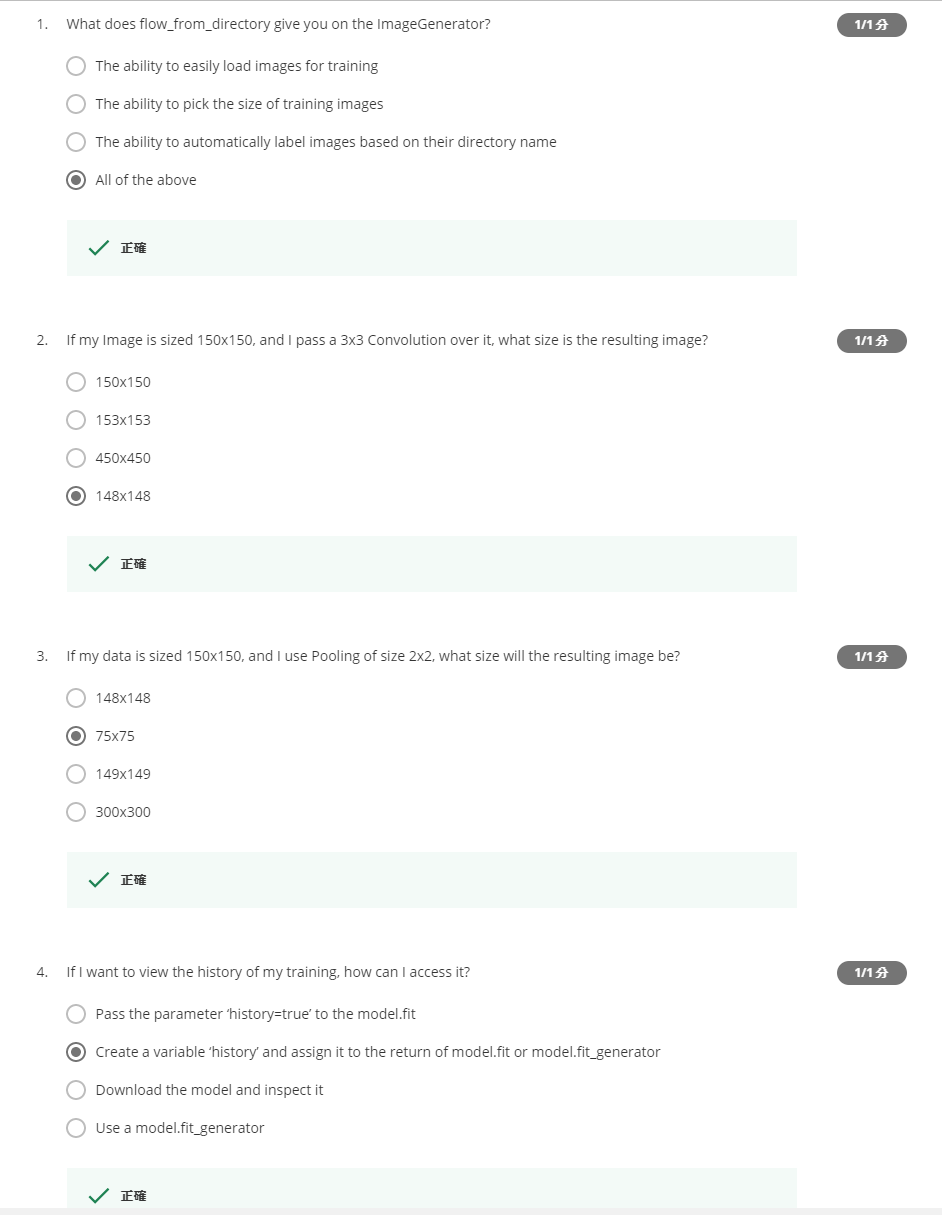 1. What does flow_from_directory give you on the ImageGenerator? 1/1 分
The ability to easily load images for training
The ability to pick the size of training images
The ability to automatically label images based on their directory name
All of the above
正確
2. If my Image is sized 150x150, and I pass a 3x3 Convolution over it, what size is the resulting image? 1/1 分
150x150
153x153
450x450
148x148
正確
3. If my data is sized 150x150, and I use Pooling of size 2x2, what size will the resulting image be? 1/1 分
148x148
75x75
149x149
300x300
正確
4. If I want to view the history of my training, how can I access it? 1/1 分
Pass the parameter ‘history=true’ to the model.fit
Create a variable ‘history’ and assign it to the return of model.fit or model.fit_generator
Download the model and inspect it
Use a model.fit_generator
正確